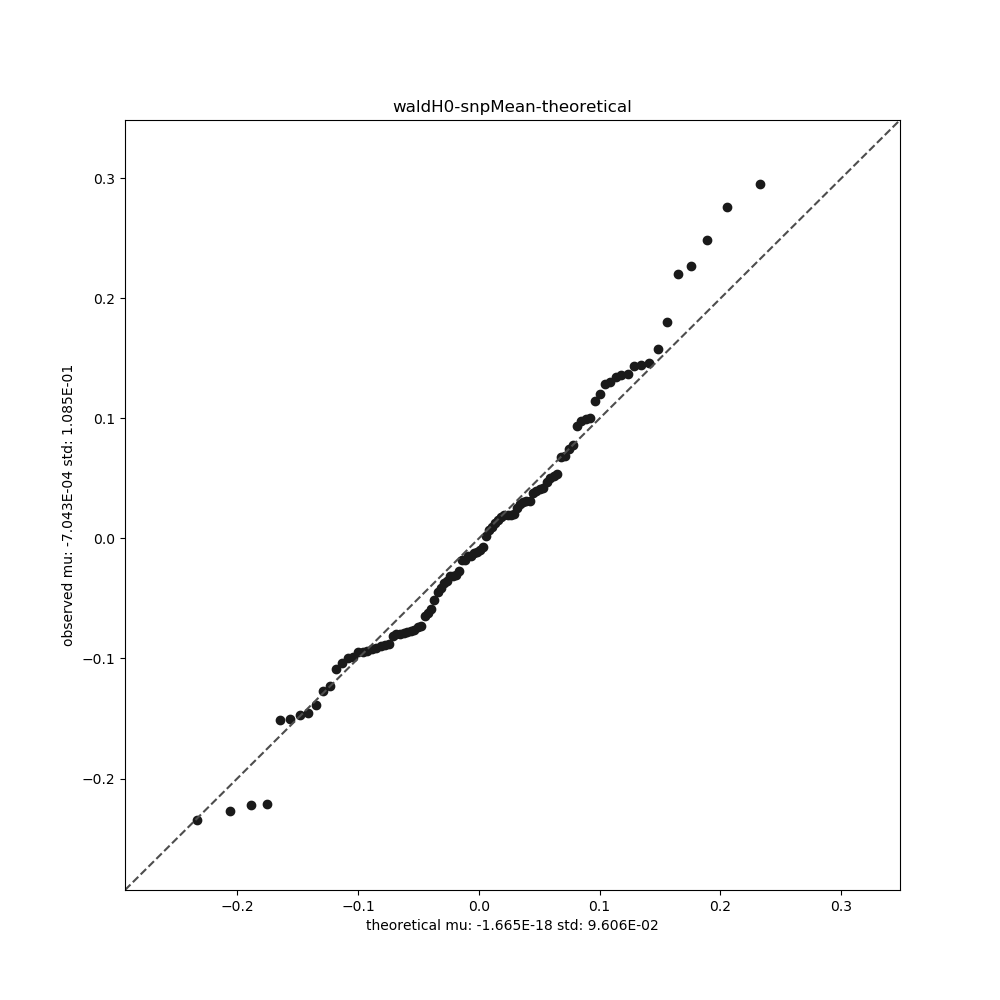 waldH0-snpMean-theoretical
0.3
0.2
0.1
0.0
−0.1
−0.2
observed mu: -7.043E-04 std: 1.085E-01
−0.2 −0.1 0.0 0.1 0.2 0.3
theoretical mu: -1.665E-18 std: 9.606E-02